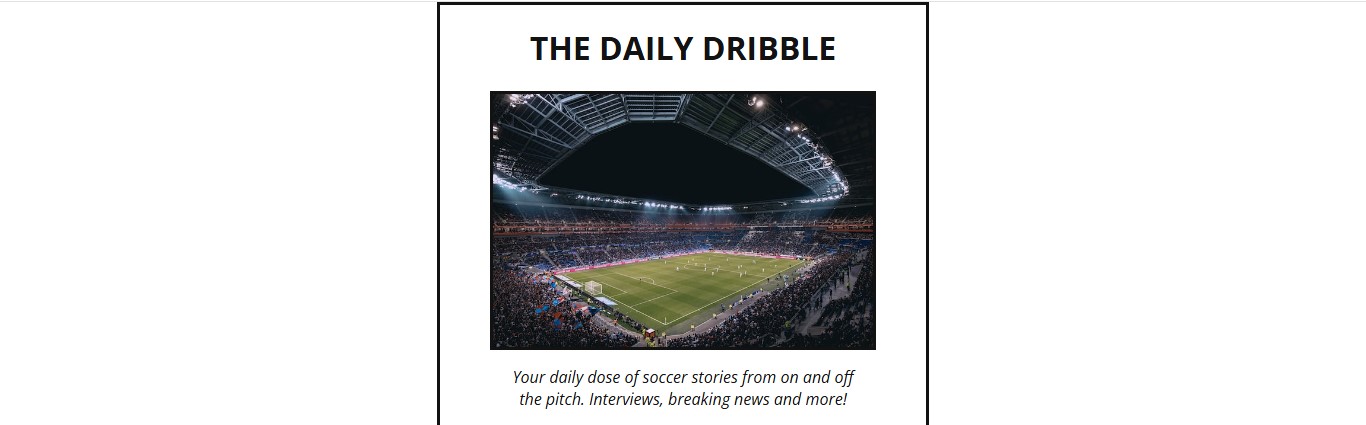 THE DAILY DRIBBLE
Your daily dose of soccer stories from on and off
the pitch. Interviews, breaking news and more!